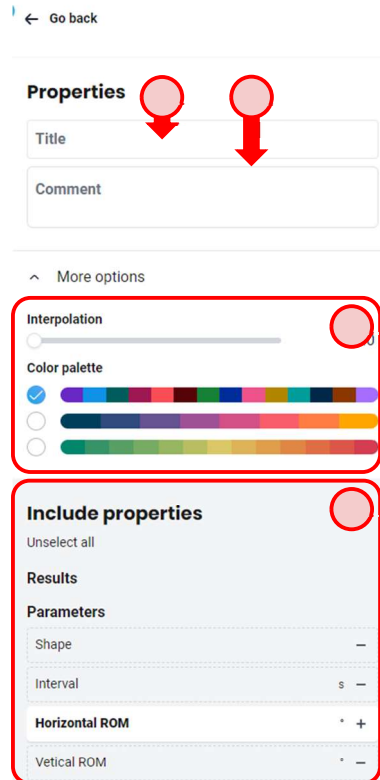 Go back
Properties
Title
Comment
More options
Interpolation
0
Color palette
Include properties
Unselect all
Results
Parameters
Shape −
Interval s −
Horizontal ROM ° +
Vetical ROM ° −